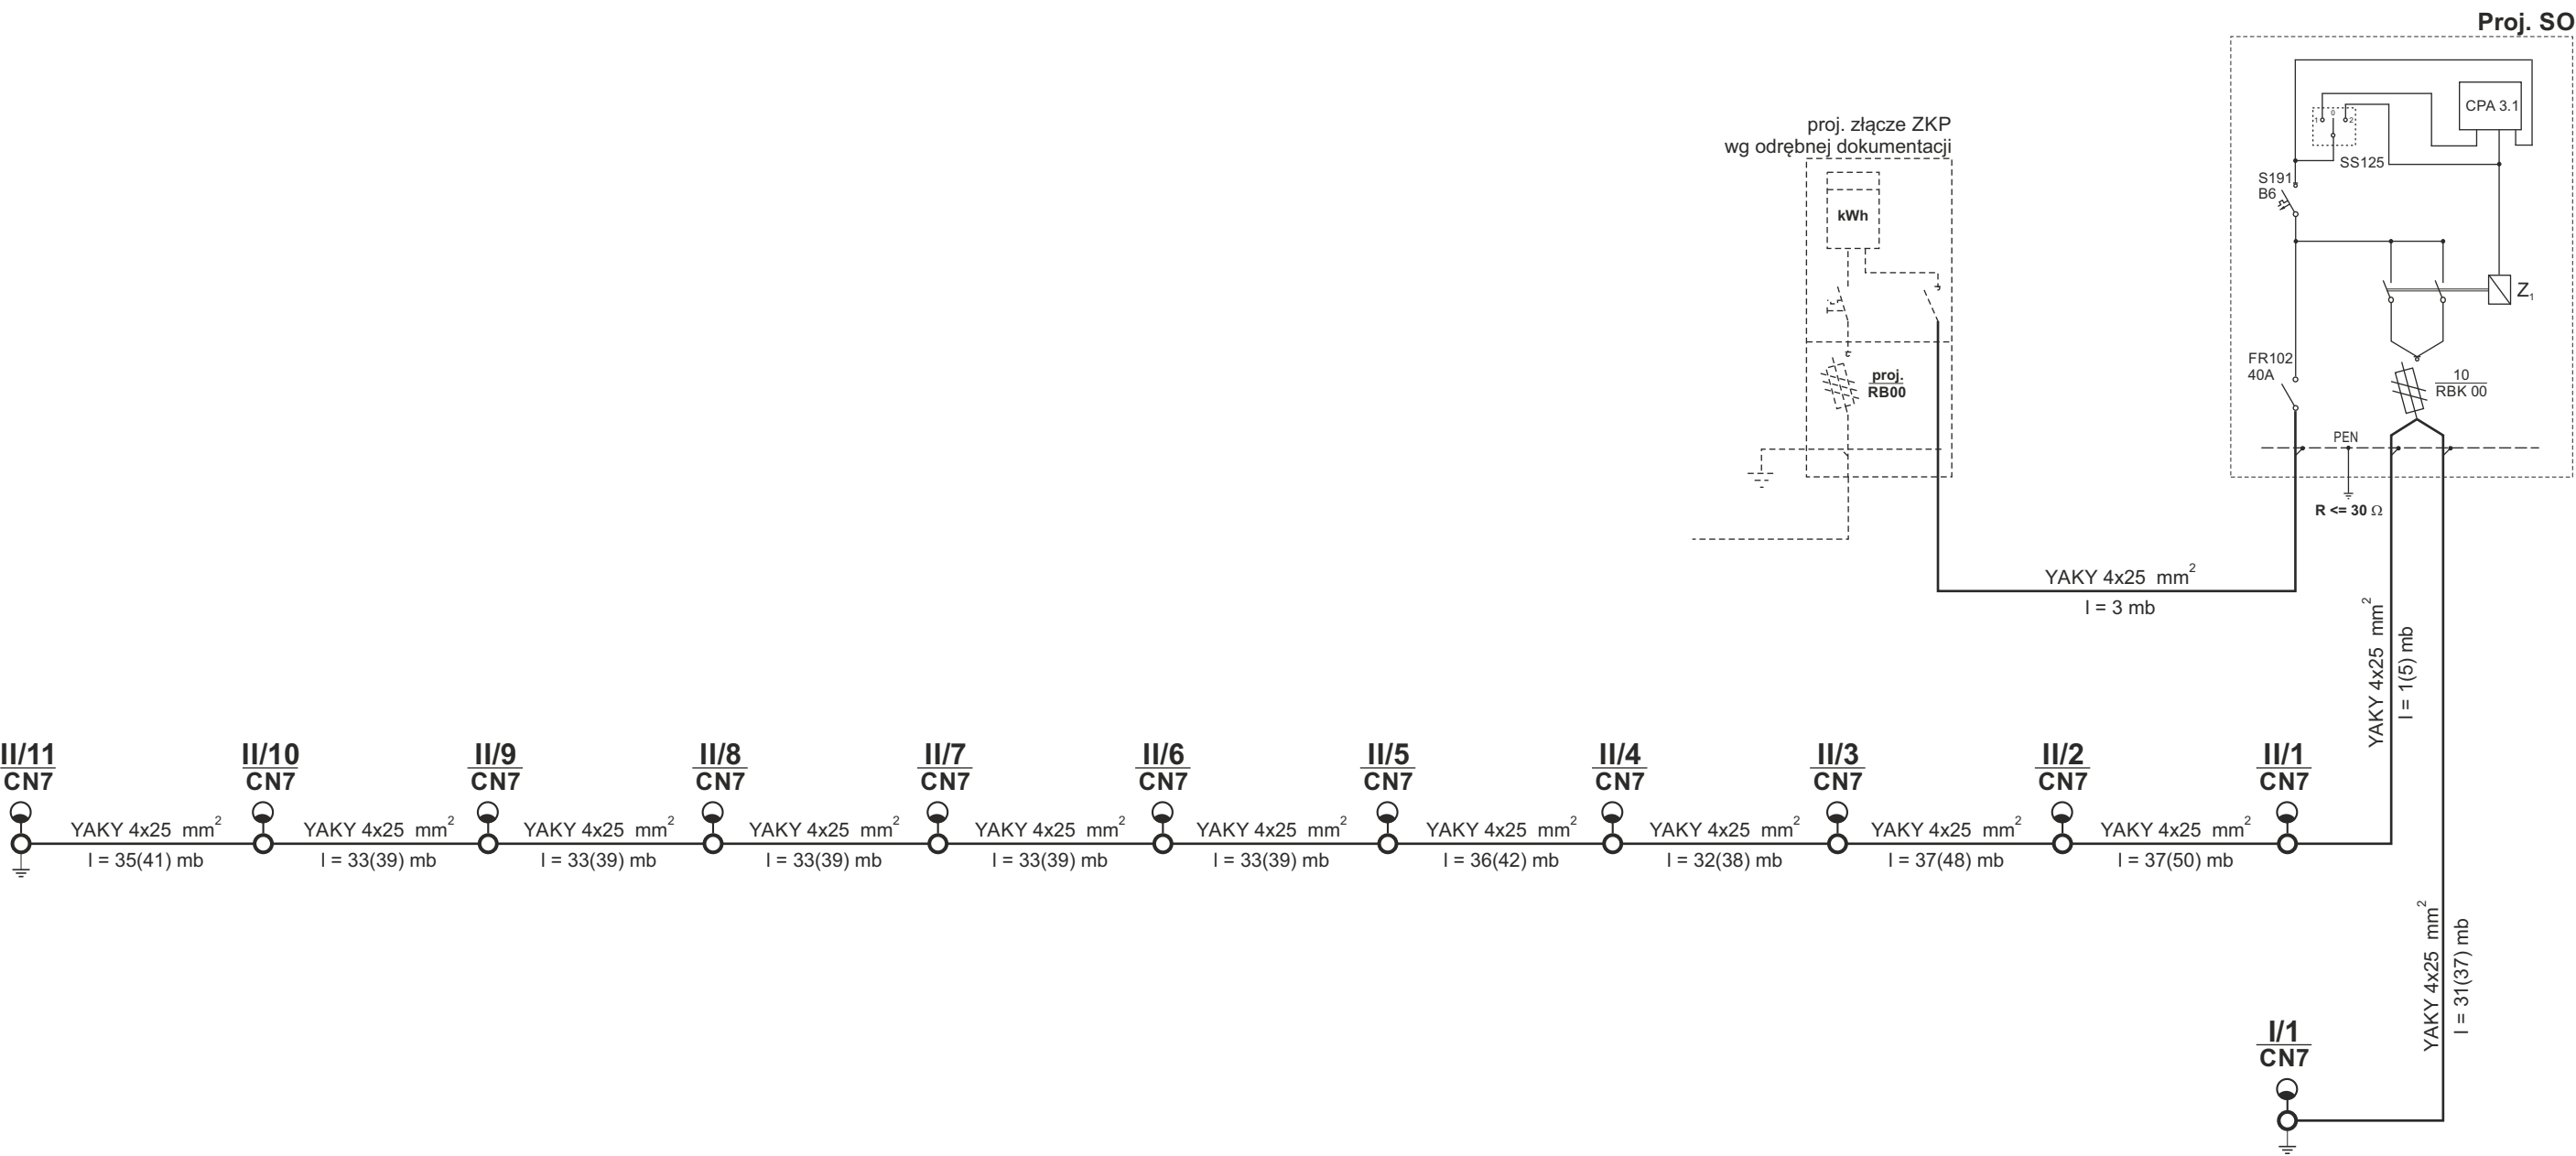 Proj. SO
CPA 3.1
1
0
2
SS125
S191
B6
Z1
FR102
40A
10
RBK 00
PEN
R <= 30 Ω
proj. złącze ZKP
wg odrębnej dokumentacji
kWh
proj.
RB00
YAKY 4x25 mm2
l = 3 mb
YAKY 4x25 mm2
l = 1(5) mb
II/11
CN7
II/10
CN7
II/9
CN7
II/8
CN7
II/7
CN7
II/6
CN7
II/5
CN7
II/4
CN7
II/3
CN7
II/2
CN7
II/1
CN7
YAKY 4x25 mm2
l = 35(41) mb
YAKY 4x25 mm2
l = 33(39) mb
YAKY 4x25 mm2
l = 33(39) mb
YAKY 4x25 mm2
l = 33(39) mb
YAKY 4x25 mm2
l = 33(39) mb
YAKY 4x25 mm2
l = 33(39) mb
YAKY 4x25 mm2
l = 36(42) mb
YAKY 4x25 mm2
l = 32(38) mb
YAKY 4x25 mm2
l = 37(48) mb
YAKY 4x25 mm2
l = 37(50) mb
YAKY 4x25 mm2
l = 31(37) mb
I/1
CN7